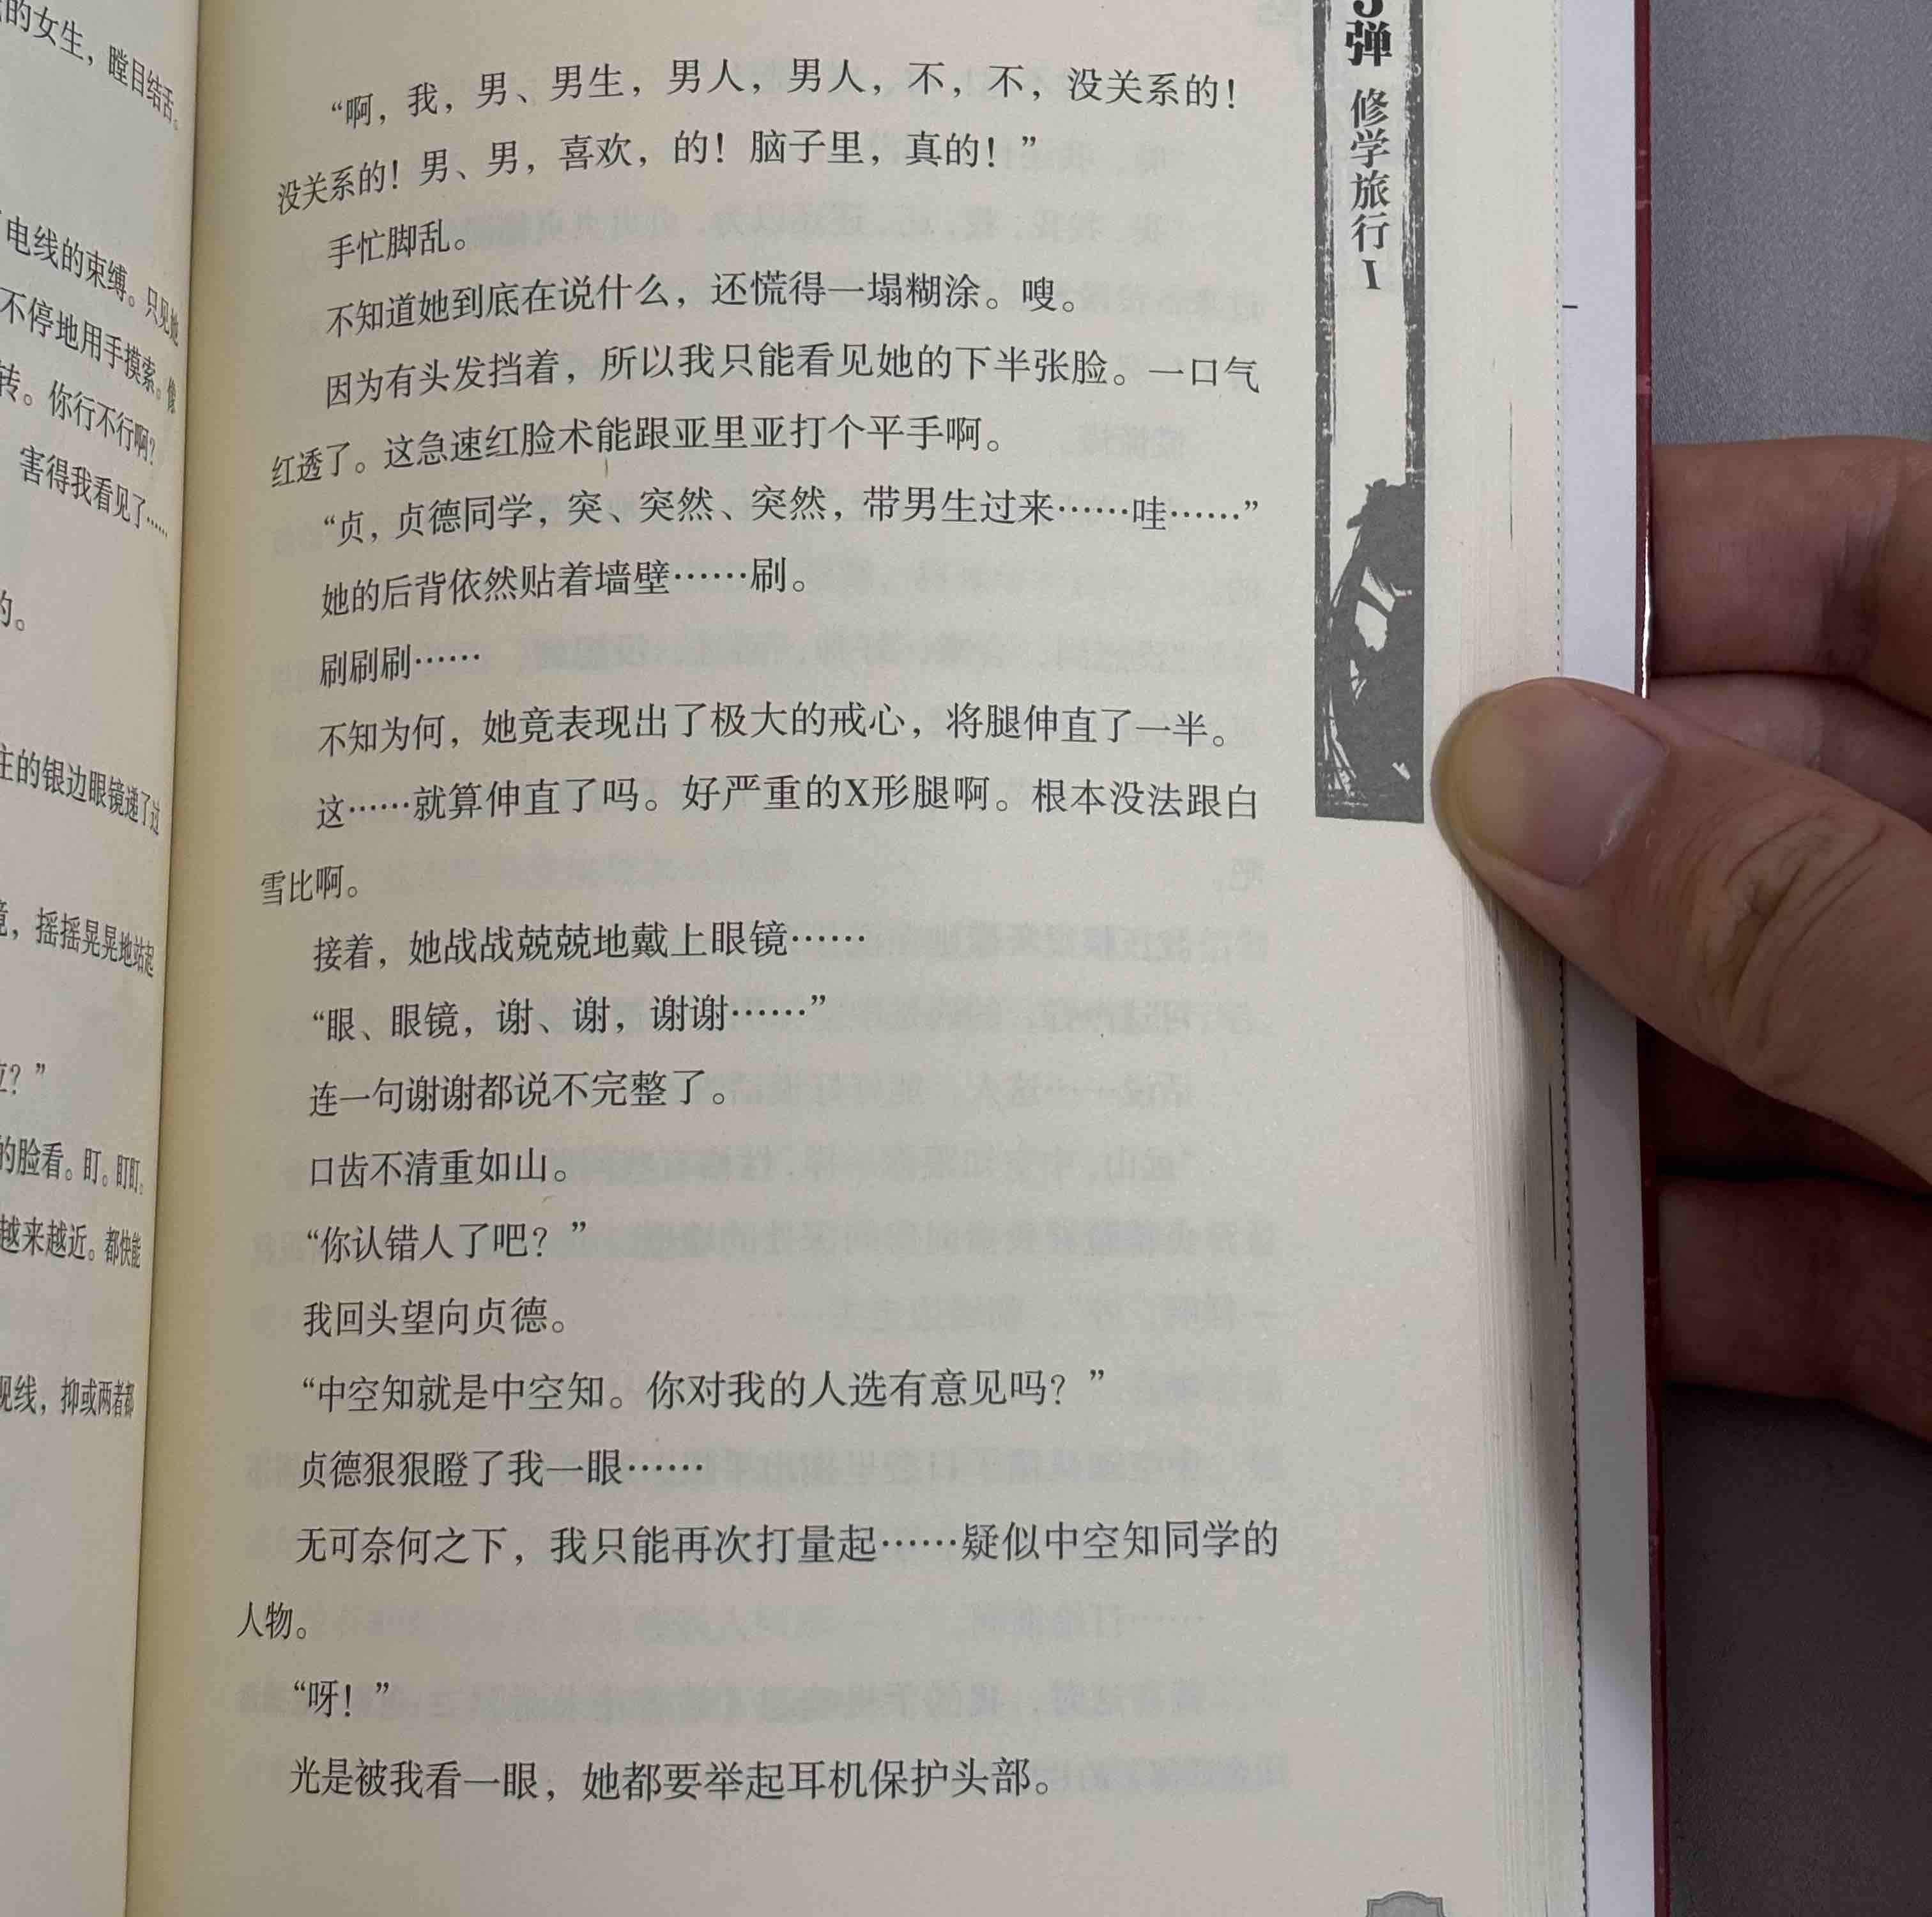 的女生，瞠目结舌。
电线的束缚。只见她
不停地用手摸索。像
转。你行不行啊？
害得我看见了……
的。
的银边眼镜递了过
，摇摇晃晃地站起
？”
的脸看。盯。盯盯。
越来越近。都快能
视线，抑或两者都
“啊，我，男、男生，男人，男人，不，不，没关系的！
没关系的！男、男，喜欢，的！脑子里，真的！”
手忙脚乱。
不知道她到底在说什么，还慌得一塌糊涂。嗖。
因为有头发挡着，所以我只能看见她的下半张脸。一口气
红透了。这急速红脸术能跟亚里亚打个平手啊。
“贞，贞德同学，突、突然、突然，带男生过来……哇……”
她的后背依然贴着墙壁……刷。
刷刷刷……
不知为何，她竟表现出了极大的戒心，将腿伸直了一半。
这……就算伸直了吗。好严重的X形腿啊。根本没法跟白
雪比啊。
接着，她战战兢兢地戴上眼镜……
“眼、眼镜，谢、谢，谢谢……”
连一句谢谢都说不完整了。
口齿不清重如山。
“你认错人了吧？”
我回头望向贞德。
“中空知就是中空知。你对我的人选有意见吗？”
贞德狠狠瞪了我一眼……
无可奈何之下，我只能再次打量起……疑似中空知同学的
人物。
“呀！”
光是被我看一眼，她都要举起耳机保护头部。
弹 修学旅行I